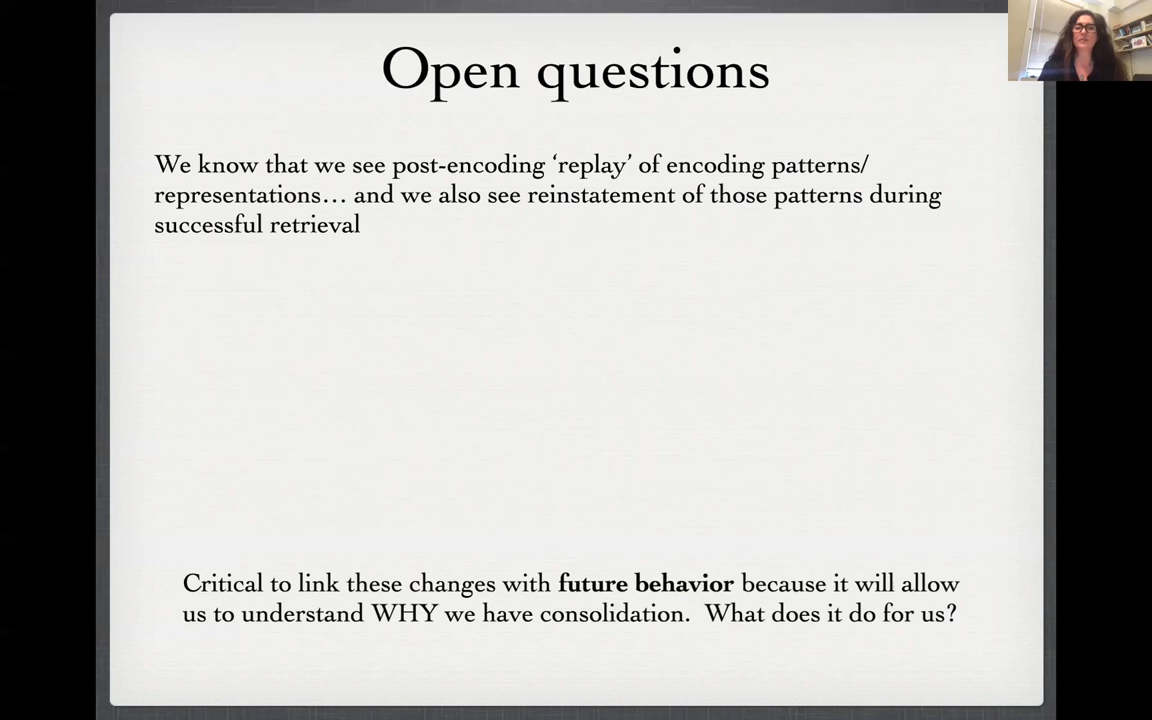 Open questions
We know that we see post-encoding ‘replay’ of encoding patterns/
representations… and we also see reinstatement of those patterns during
successful retrieval
Critical to link these changes with future behavior because it will allow
us to understand WHY we have consolidation.  What does it do for us?